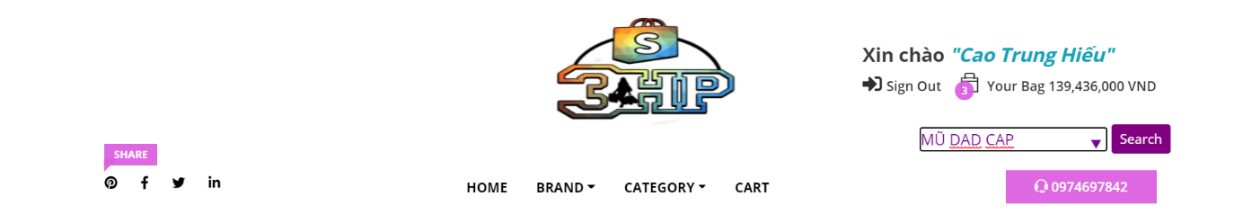 S
3HIP
Xin chào "Cao Trung Hiếu"
Sign Out 3 Your Bag 139,436,000 VND
MŨ DAD CAP Search
SHARE
HOME BRAND CATEGORY CART
0974697842